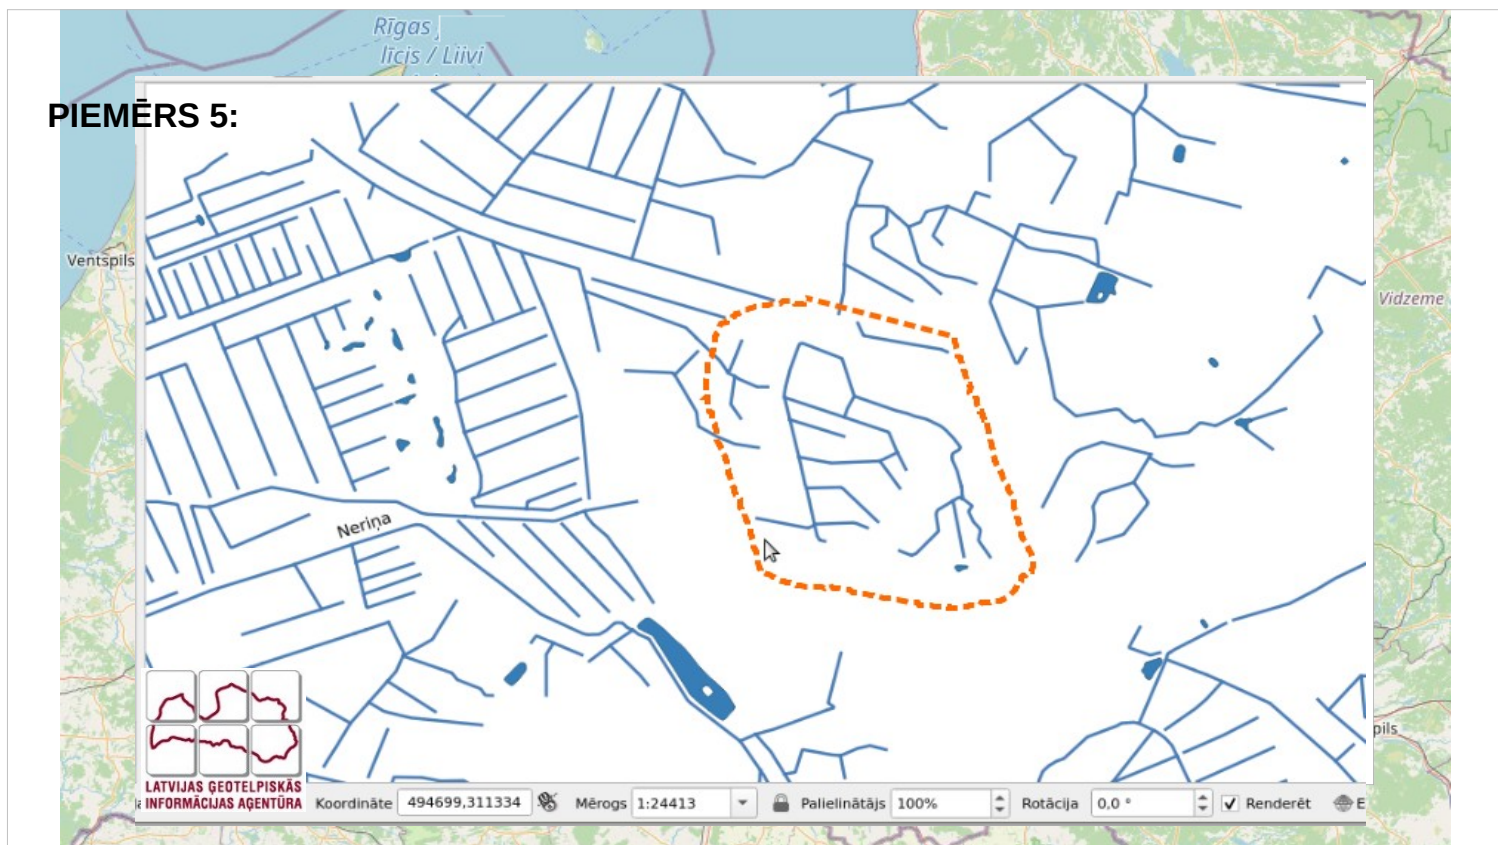 Rīgas
līcis / Liivi
PIEMĒRS 5:
Ventspils
Vidzeme
Neriņa
pils
LATVIJAS ĢEOTELPISKĀS
INFORMĀCIJAS AĢENTŪRA
Koordināte 494699,311334 Mērogs 1:24413 Palielinātājs 100% Rotācija 0,0 ° Renderēt E